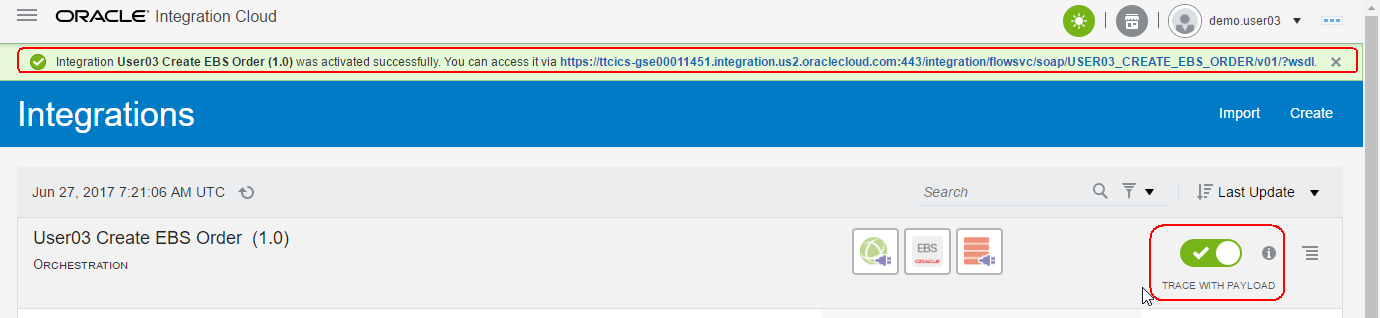 ORACLE® Integration Cloud
demo.user03
Integration User03 Create EBS Order (1.0) was activated successfully. You can access it via https://ttcics-gse00011451.integration.us2.oraclecloud.com:443/integration/flowsvc/soap/USER03_CREATE_EBS_ORDER/v01/?wsdl.
Integrations
Import Create
Jun 27, 2017 7:21:06 AM UTC
Search
Last Update
User03 Create EBS Order (1.0)
EBS
ORACLE
ORCHESTRATION
TRACE WITH PAYLOAD